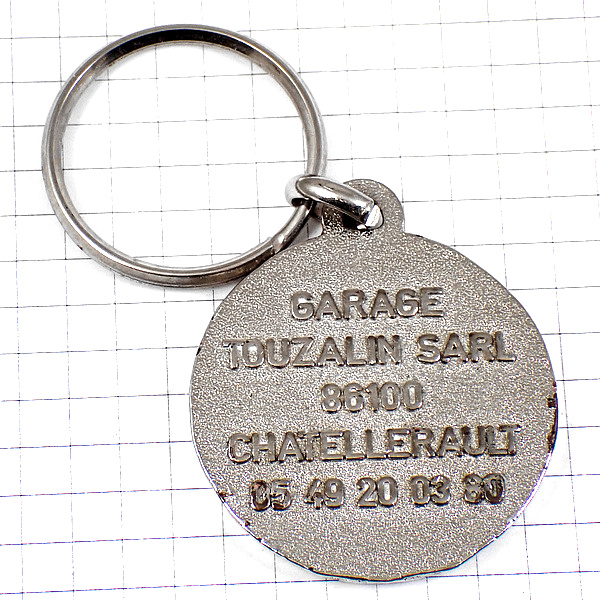 GARAGE
TOUZALIN SARL
86100
CHATELLERAULT
05 49 20 03 80